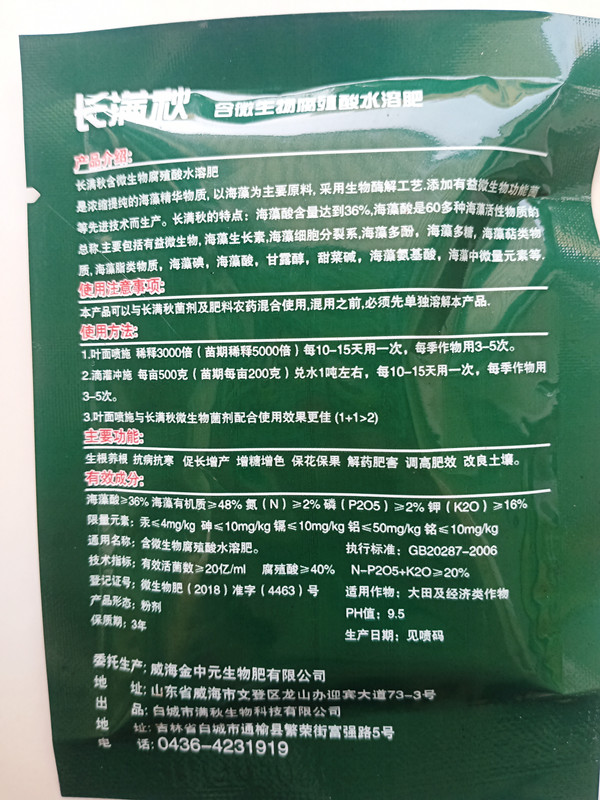 长满秋 含微生物腐殖酸水溶肥
产品介绍:
长满秋含微生物腐殖酸水溶肥
是浓缩提纯的海藻精华物质, 以海藻为主要原料, 采用生物酶解工艺.添加有益微生物功能菌
等先进技术而生产。长满秋的特点：海藻酸含量达到36%,海藻酸是60多种海藻活性物质的
总称.主要包括有益微生物, 海藻生长素,海藻细胞分裂系,海藻多酚，海藻多糖，海藻萜类物
质, 海藻脂类物质，海藻碘，海藻酸，甘露醇，甜菜碱，海藻氨基酸，海藻中微量元素等.
使用注意事项:
本产品可以与长满秋菌剂及肥料农药混合使用,混用之前,必须先单独溶解本产品.
使用方法:
1.叶面喷施 稀释3000倍（苗期稀释5000倍）每10-15天用一次，每季作物用3-5次。
2.滴灌冲施 每亩500克（苗期每亩200克）兑水1吨左右，每10-15天用一次，每季作物用
3-5次。
3.叶面喷施与长满秋微生物菌剂配合使用效果更佳 (1+1>2)
主要功能:
生根养根 抗病抗寒 促长增产 增糖增色 保花保果 解药肥害 调高肥效 改良土壤。
有效成分:
海藻酸≥36% 海藻有机质≥48% 氮（N）≥2% 磷（P2O5）≥2% 钾（K2O）≥16%
限量元素：汞≤4mg/kg 砷≤10mg/kg 镉≤10mg/kg 铅≤50mg/kg 铬≤10mg/kg
通用名称：含微生物腐殖酸水溶肥。 执行标准：GB20287-2006
技术指标：有效活菌数≥20亿/ml 腐殖酸≥40% N-P2O5+K2O≥20%
登记证号：微生物肥（2018）准字（4463）号 适用作物：大田及经济类作物
产品形态：粉剂 PH值：9.5
保质期：3年 生产日期：见喷码
委托生产: 威海金中元生物肥有限公司
地 址: 山东省威海市文登区龙山办迎宾大道73-3号
出 品: 白城市满秋生物科技有限公司
地 址: 吉林省白城市通榆县繁荣街富强路5号
电 话: 0436-4231919